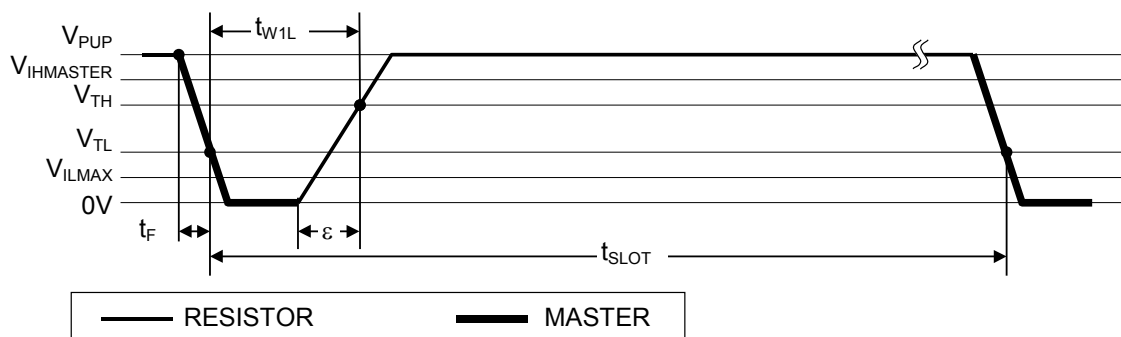 tW1L
VPUP
VIHMASTER
VTH
VTL
VILMAX
0V
tF
ε
tSLOT
RESISTOR MASTER